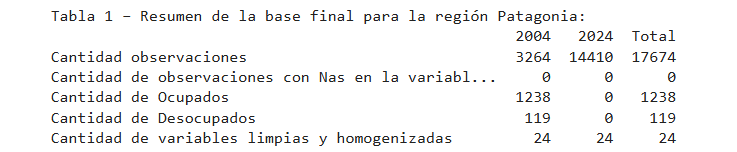 Tabla 1 – Resumen de la base final para la región Patagonia:
2004 2024 Total
Cantidad observaciones 3264 14410 17674
Cantidad de observaciones con Nas en la variabl... 0 0 0
Cantidad de Ocupados 1238 0 1238
Cantidad de Desocupados 119 0 119
Cantidad de variables limpias y homogenizadas 24 24 24